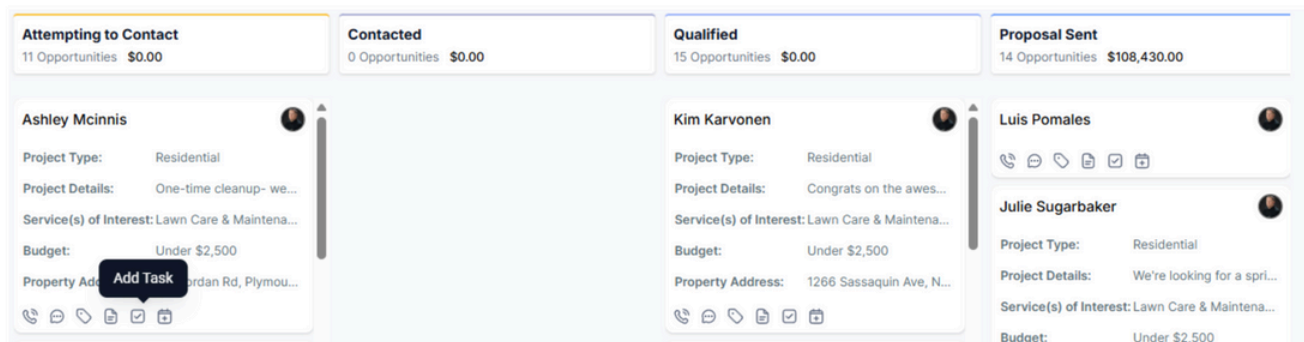 Attempting to Contact
11 Opportunities $0.00
Contacted
0 Opportunities $0.00
Qualified
15 Opportunities $0.00
Proposal Sent
14 Opportunities $108,430.00
Ashley Mcinnis
Project Type: Residential
Project Details: One-time cleanup- we...
Service(s) of Interest: Lawn Care & Maintena...
Budget: Under $2,500
Property Add
rdan Rd, Plymou...
Add Task
Kim Karvonen
Project Type: Residential
Project Details: Congrats on the awes...
Service(s) of Interest: Lawn Care & Maintena...
Budget: Under $2,500
Property Address: 1266 Sassaquin Ave, N...
Luis Pomales
Julie Sugarbaker
Project Type: Residential
Project Details: We're looking for a spri...
Service(s) of Interest: Lawn Care & Maintena...
Budget: Under $2,500